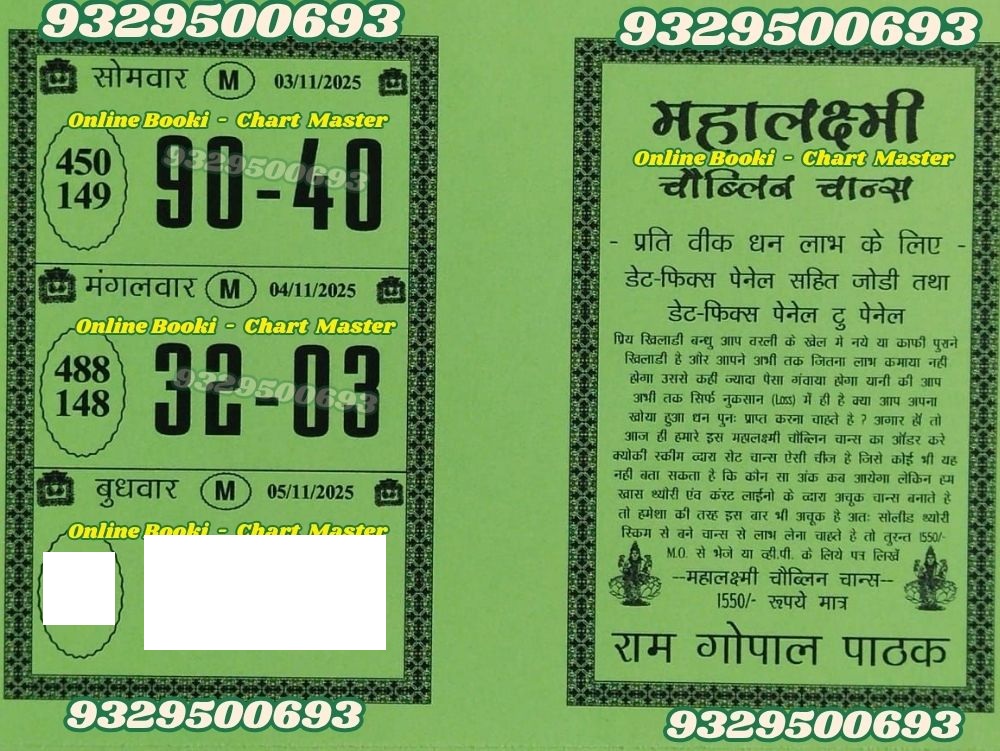 9329500693
सोमवार M 03/11/2025
Online Booki - Chart Master
450
149
90-40
9329500693
मंगलवार M 04/11/2025
Online Booki - Chart Master
488
148
32-03
9329500693
बुधवार M 05/11/2025
Online Booki - Chart Master
9329500693
9329500693
महालक्ष्मी
Online Booki - Chart Master
चौब्लिन चान्स
- प्रति वीक धन लाभ के लिए -
डेट-फिक्स पेनेल सहित जोडी तथा
डेट-फिक्स पेनेल टु पेनेल
प्रिय खिलाडी बन्धु आप वरली के खेल मे नये या काफी पुराने
खिलाडी है और आपने अभी तक जितना लाभ कमाया नही
होगा उससे कहीं ज्यादा पैसा गंवाया होगा यानी की आप
अभी तक सिर्फ नुकसान (Loss) में ही है क्या आप अपना
खोया हुआ धन पुनः प्राप्त करना चाहते है ? अगार हाँ तो
आज ही हमारे इस महालक्ष्मी चौब्लिन चान्स का ऑडर करे
क्योकी स्कीम व्दारा सेट चान्स ऐसी चीज है जिसे कोई भी यह
नही बता सकता है कि कौन सा अंक कब आयेगा लेकिन हम
खास थ्योरी एंव करंट लाईनो के व्दारा अचूक चान्स बनाते है
तो हमेशा की तरह इस बार भी अचूक है अतः सोलीड थ्योरी
स्किम से बने चान्स से लाभ लेना चाहते है तो तुरन्त 1550/-
M.O. से भेजे या व्ही.पी. के लिये पत्र लिखें
--महालक्ष्मी चौब्लिन चान्स--
1550/- रूपये मात्र
राम गोपाल पाठक
9329500693